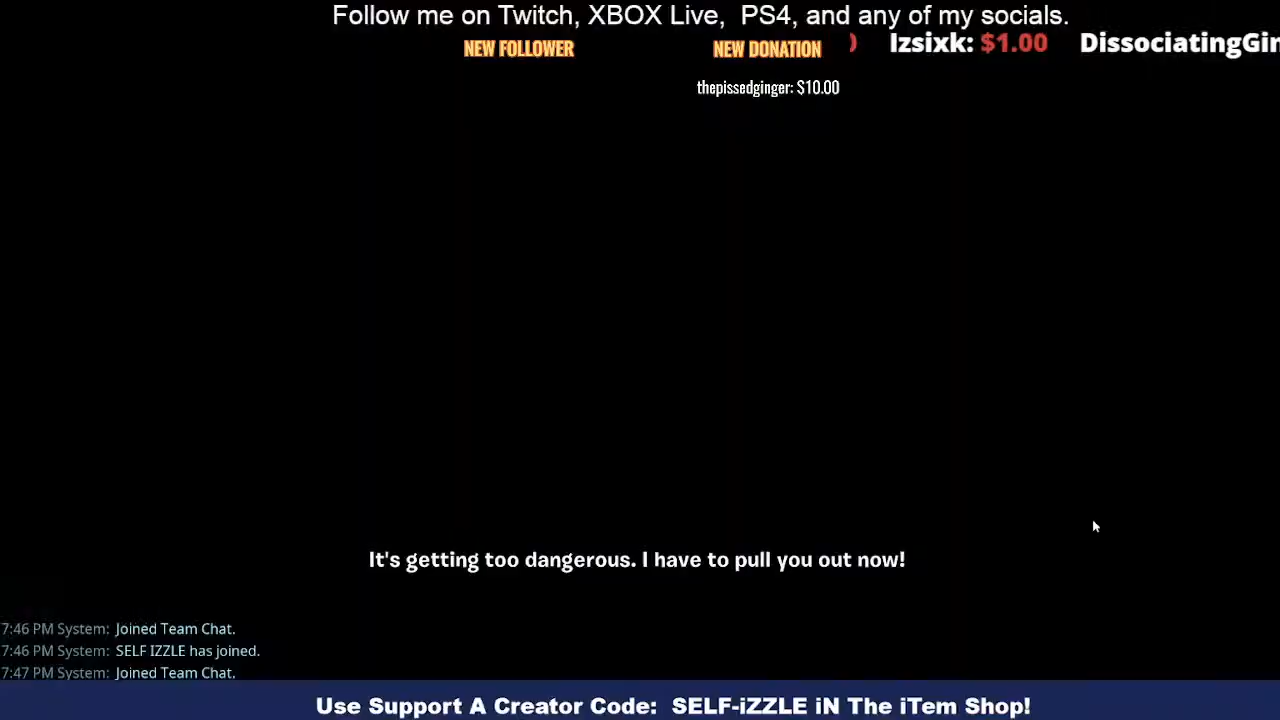 Follow me on Twitch, XBOX Live,  PS4, and any of my socials.
NEW FOLLOWER
NEW DONATION
) Izsixk: $1.00 DissociatingGin
thepissedginger: $10.00
It's getting too dangerous. I have to pull you out now!
7:46 PM System: Joined Team Chat.
7:46 PM System: SELF IZZLE has joined.
7:47 PM System: Joined Team Chat.
Use Support A Creator Code:  SELF-iZZLE iN The iTem Shop!